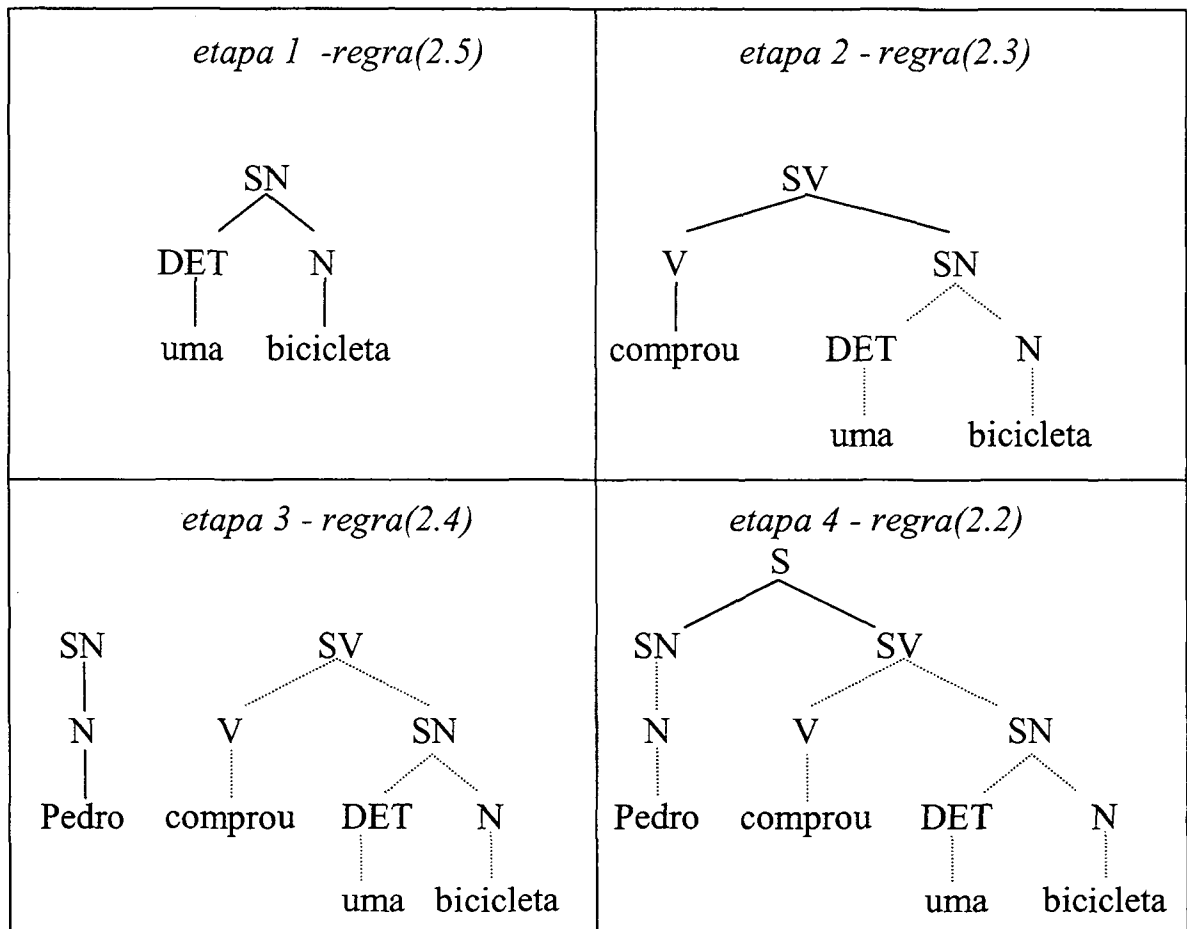 etapa 1 -regra(2.5)
SN
DET N
uma bicicleta
etapa 2 - regra(2.3)
SV
V SN
comprou DET N
uma bicicleta
etapa 3 - regra(2.4)
SN SV
N V SN
Pedro comprou DET N
uma bicicleta
etapa 4 - regra(2.2)
S
SN SV
N V SN
Pedro comprou DET N
uma bicicleta